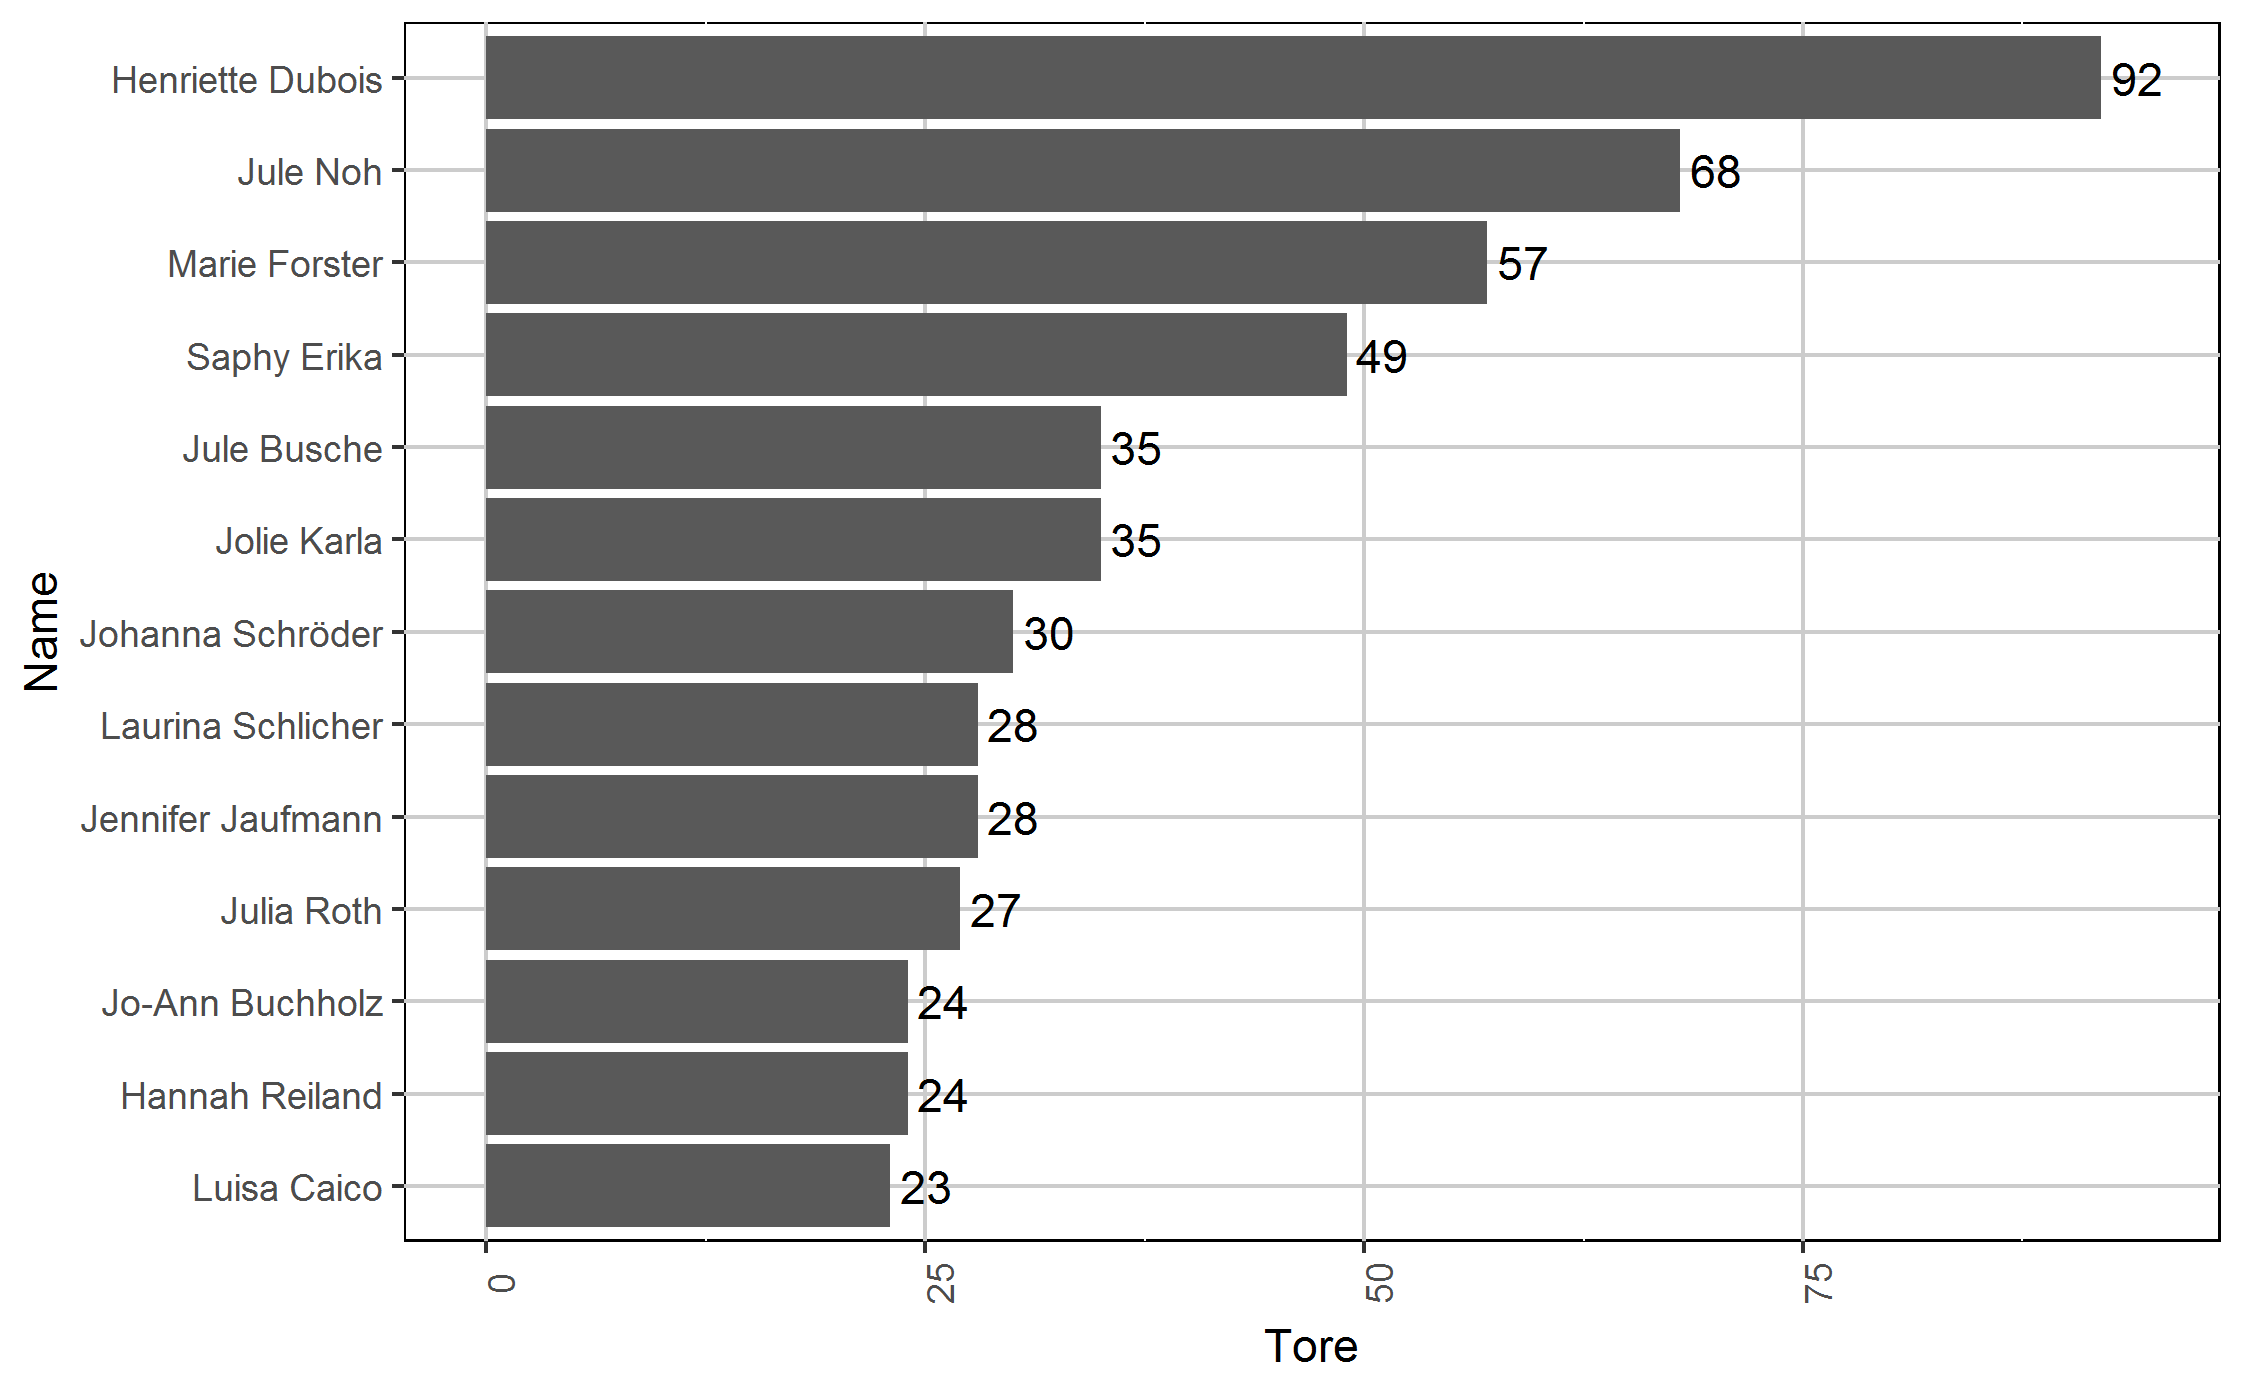 Henriette Dubois 92
Jule Noh 68
Marie Forster 57
Saphy Erika 49
Jule Busche 35
Jolie Karla 35
Johanna Schröder 30
Laurina Schlicher 28
Jennifer Jaufmann 28
Julia Roth 27
Jo-Ann Buchholz 24
Hannah Reiland 24
Luisa Caico 23
Name
0 25 50 75
Tore